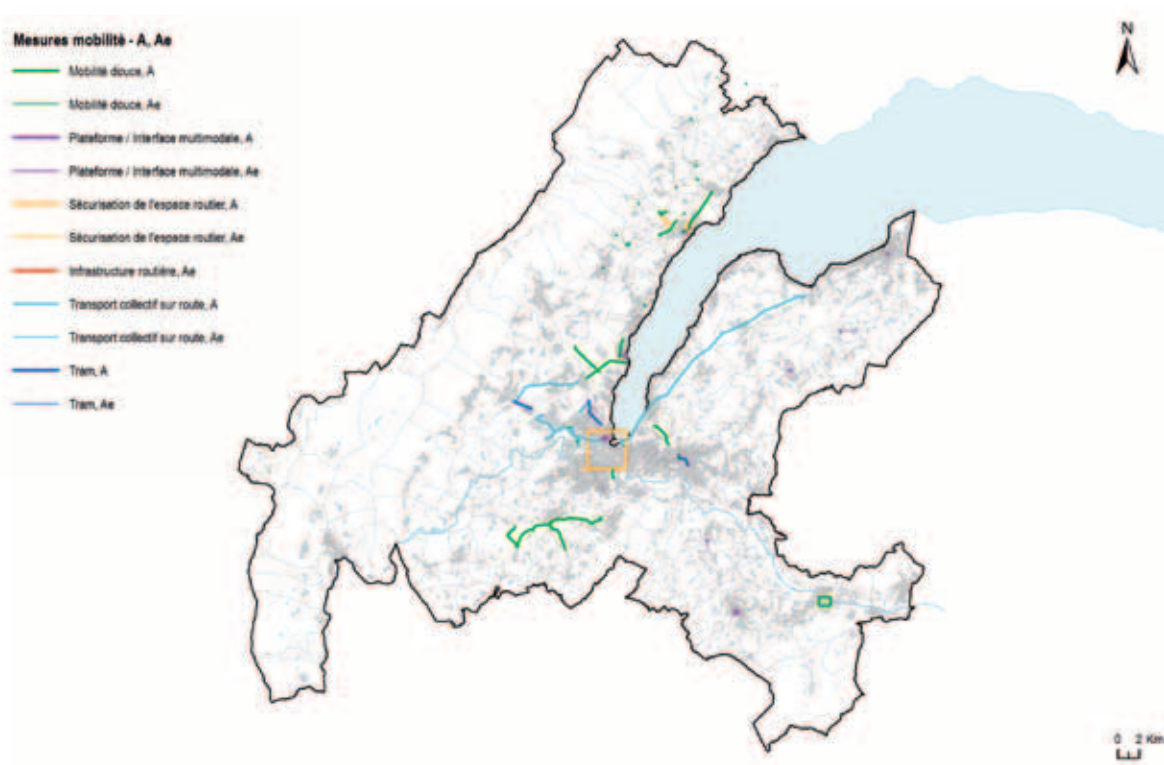 Mesures mobilité - A, Ae
Mobilité douce, A
Mobilité douce, Ae
Plateforme / Interface multimodale, A
Plateforme / Interface multimodale, Ae
Sécurisation de l'espace routier, A
Sécurisation de l'espace routier, Ae
Infrastructure routière, Ae
Transport collectif sur route, A
Transport collectif sur route, Ae
Tram, A
Tram, Ae
N
0 2 Km